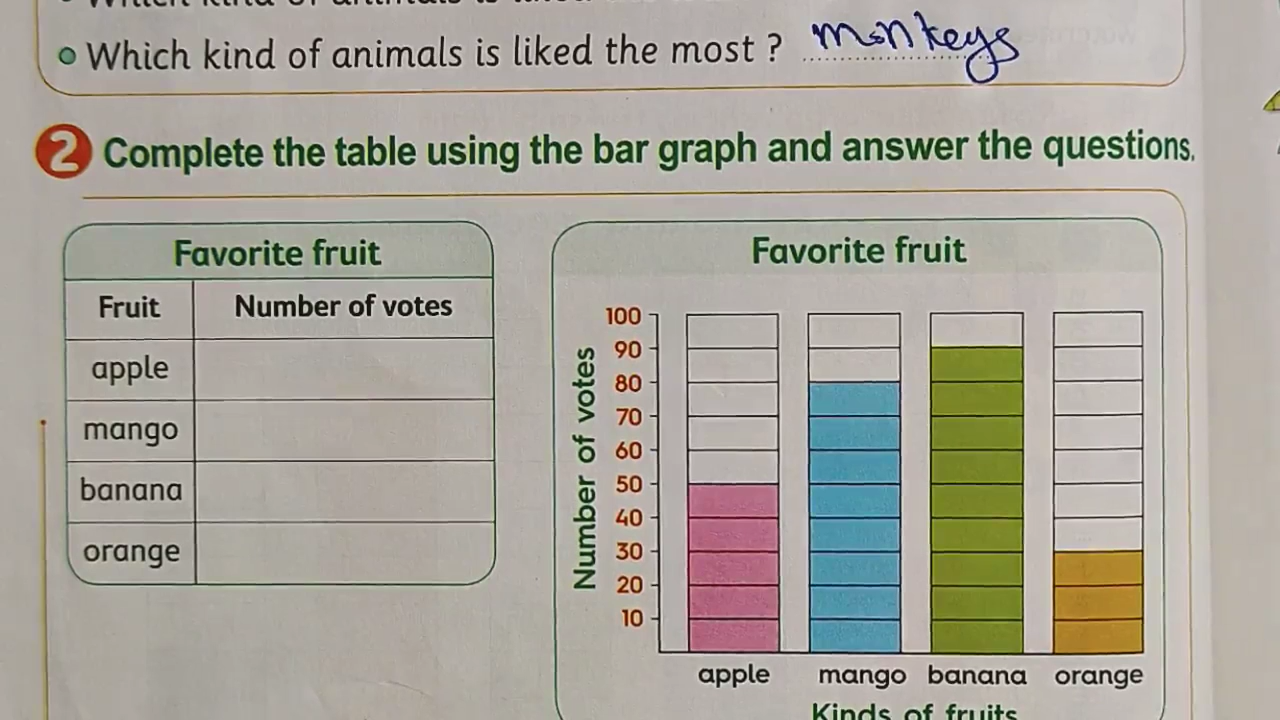 • Which kind of animals is liked the most ? monkeys
2 Complete the table using the bar graph and answer the questions.
Favorite fruit
Fruit Number of votes
apple
mango
banana
orange
Favorite fruit
Number of votes
100
90
80
70
60
50
40
30
20
10
apple mango banana orange
Kinds of fruits